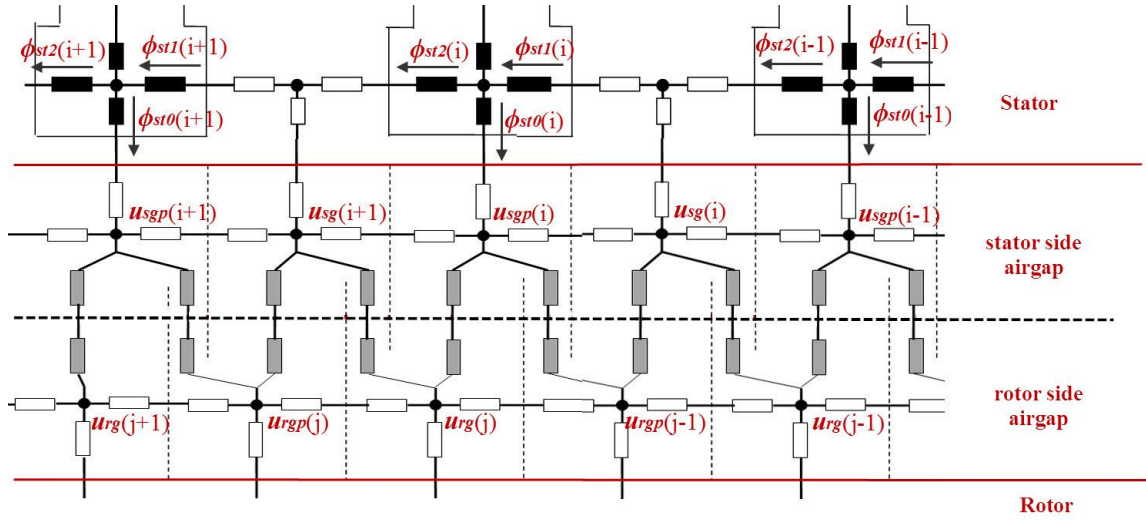 ϕst2(i+1) ϕst1(i+1) ϕst2(i) ϕst1(i) ϕst2(i-1) ϕst1(i-1)
ϕst0(i+1) ϕst0(i) ϕst0(i-1)
Stator
usgp(i+1) usg(i+1) usgp(i) usg(i) usgp(i-1)
stator side
airgap
rotor side
airgap
urg(j+1) urgp(j) urg(j) urgp(j-1) urg(j-1)
Rotor